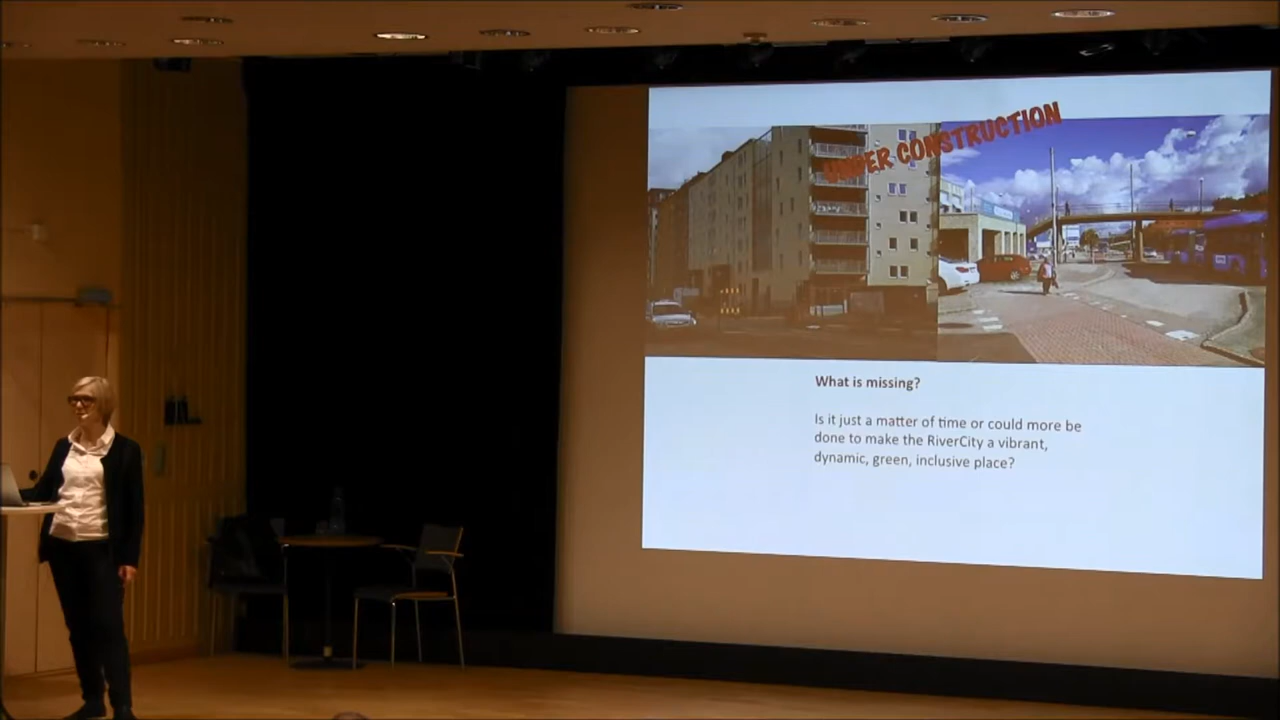 UNDER CONSTRUCTION
What is missing?
Is it just a matter of time or could more be
done to make the RiverCity a vibrant,
dynamic, green, inclusive place?